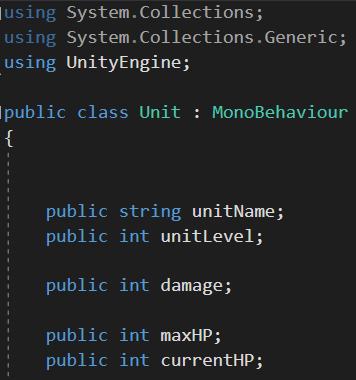 using System.Collections;
using System.Collections.Generic;
using UnityEngine;
public class Unit : MonoBehaviour
{
public string unitName;
public int unitLevel;
public int damage;
public int maxHP;
public int currentHP;